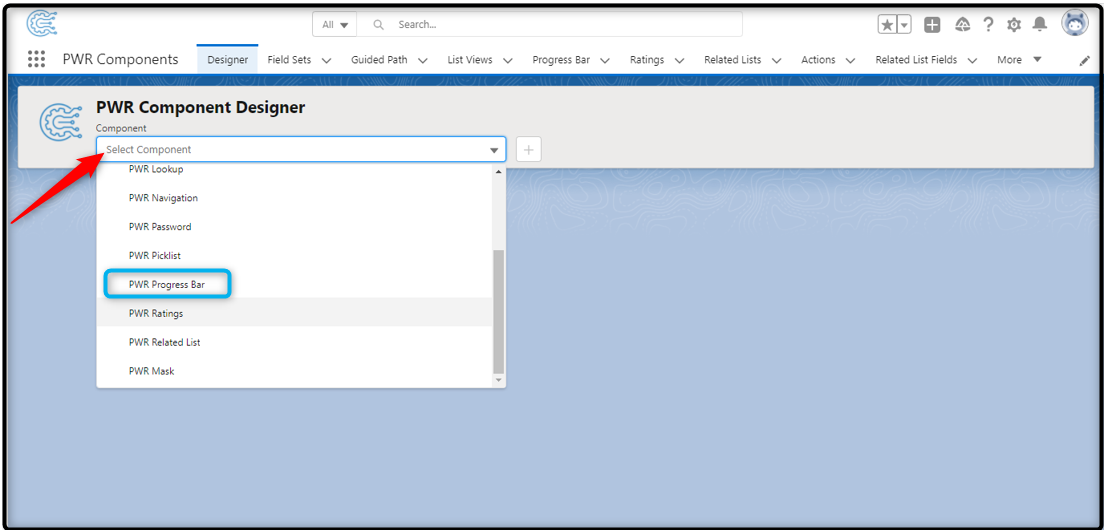 All
Search...
PWR Components
Designer
Field Sets
Guided Path
List Views
Progress Bar
Ratings
Related Lists
Actions
Related List Fields
More
PWR Component Designer
Component
Select Component
PWR Lookup
PWR Navigation
PWR Password
PWR Picklist
PWR Progress Bar
PWR Ratings
PWR Related List
PWR Mask